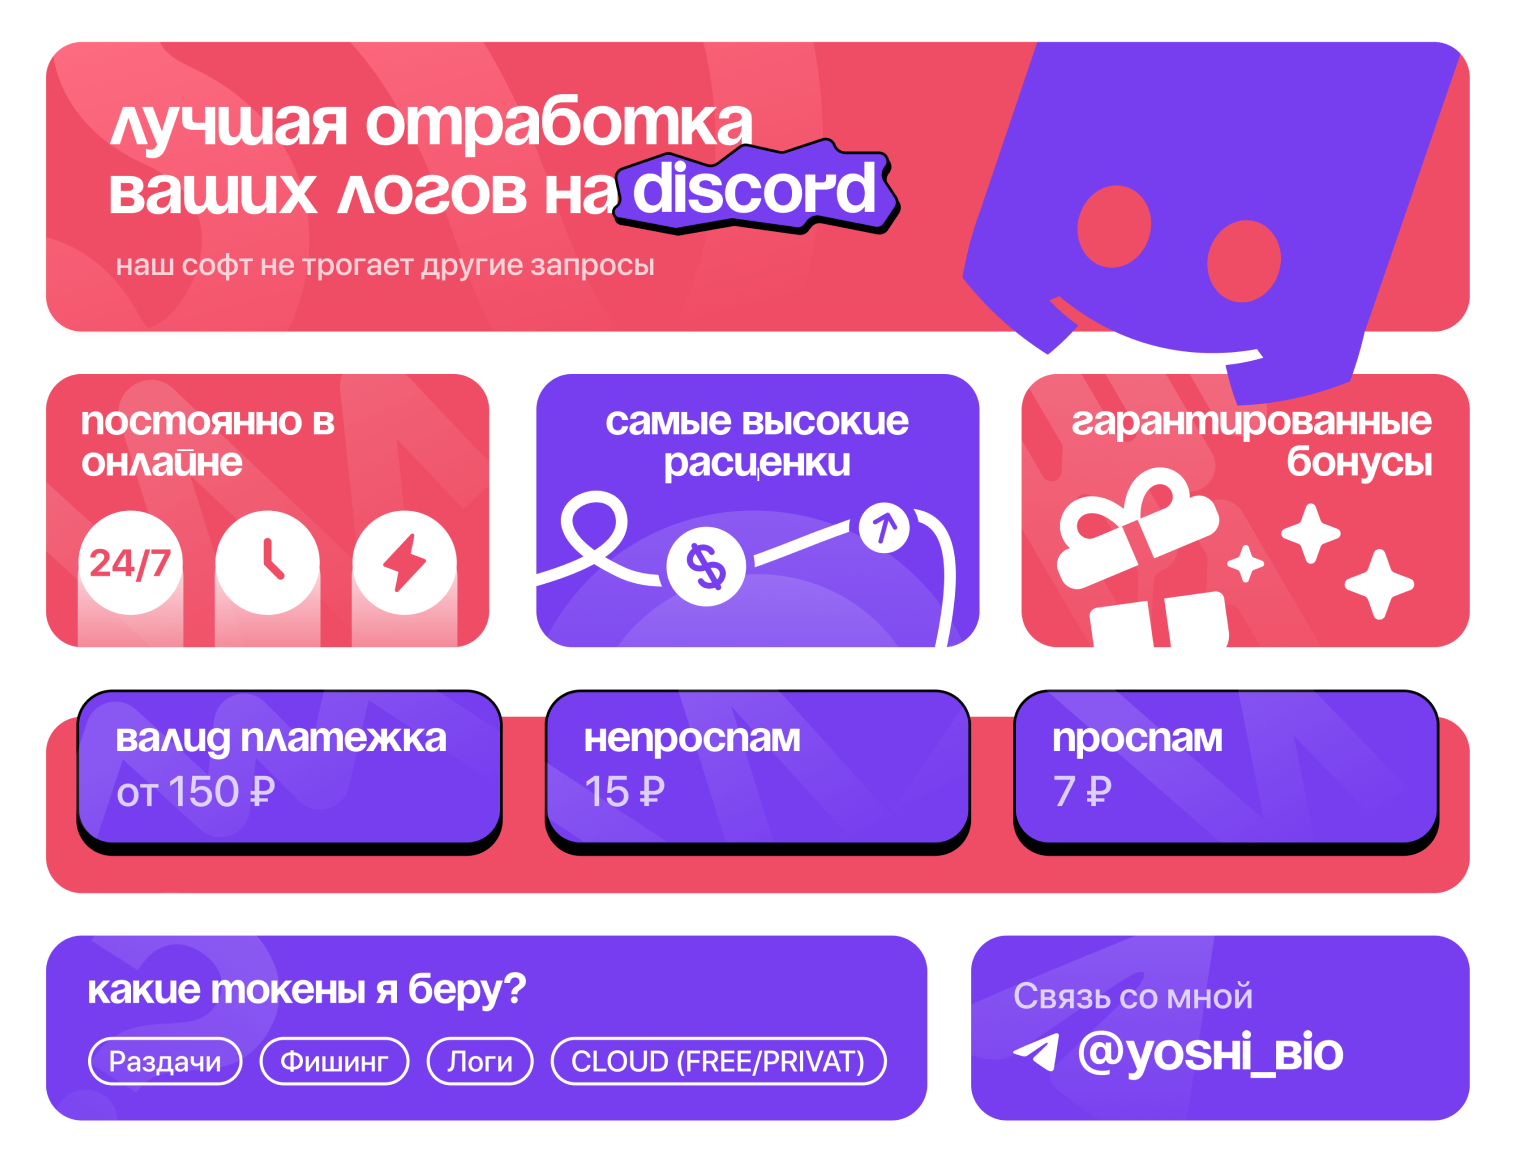 лучшая отработка
ваших логов на discord
наш софт не трогает другие запросы
постоянно в
онлайне
24/7
самые высокие
расценки
$
гарантированные
бонусы
валид платежка
от 150 ₽
непроспам
15 ₽
проспам
7 ₽
какие токены я беру?
Раздачи
Фишинг
Логи
CLOUD (FREE/PRIVAT)
Связь со мной
@yoshi_bio